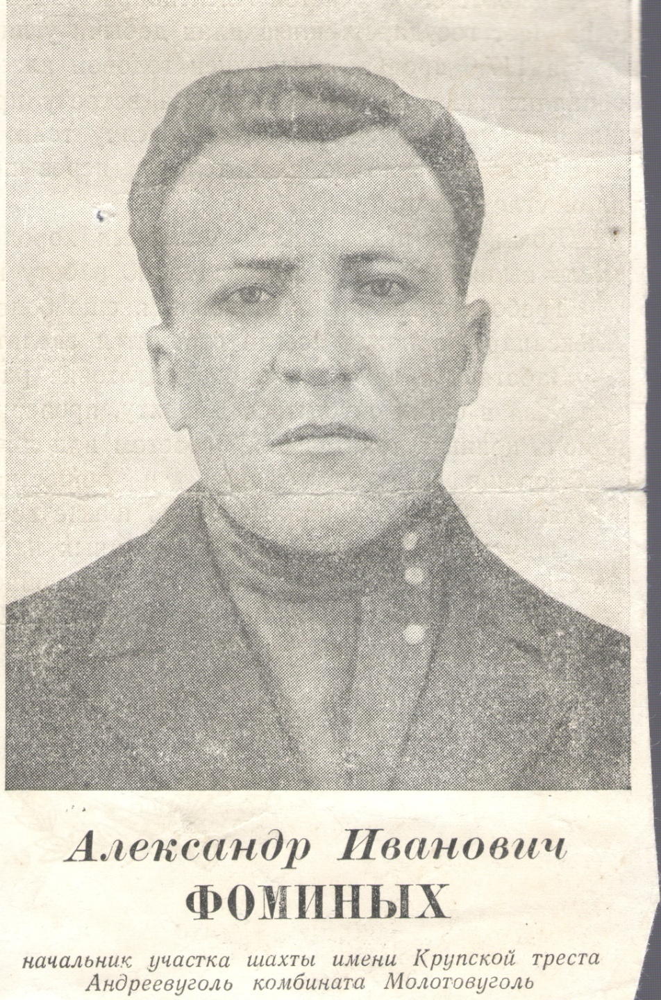 Александр Иванович
ФОМИНЫХ
начальник участка шахты имени Крупской треста
Андреевуголь комбината Молотовуголь